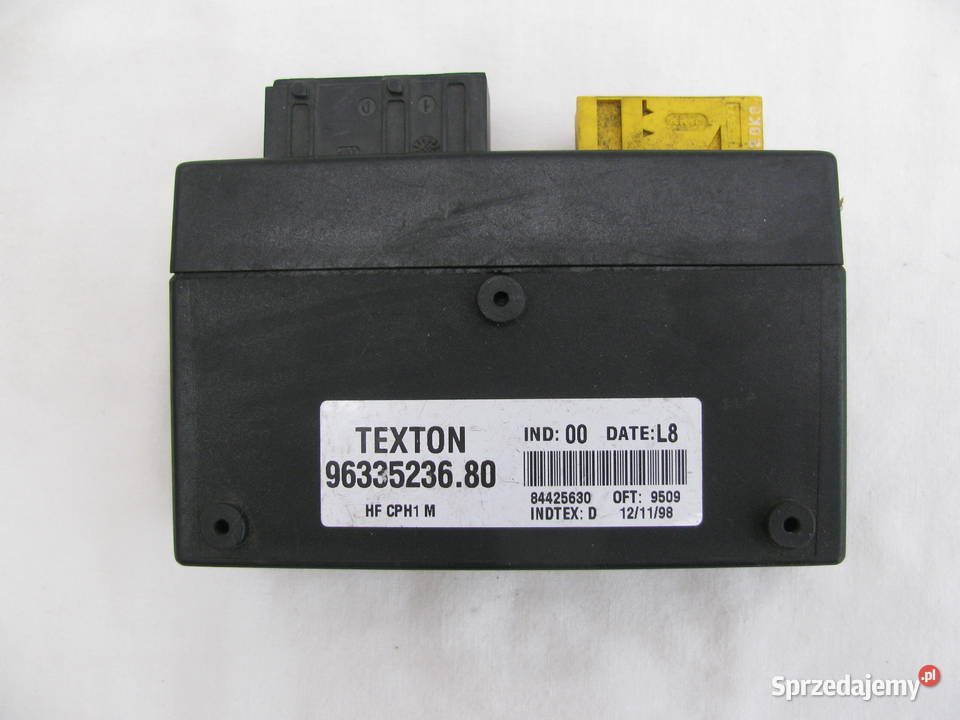 TEXTON
96335236.80
HF CPH1 M
IND: 00 DATE:L8
84425630 OFT: 9509
INDTEX: D 12/11/98
Sprzedajemy.pl